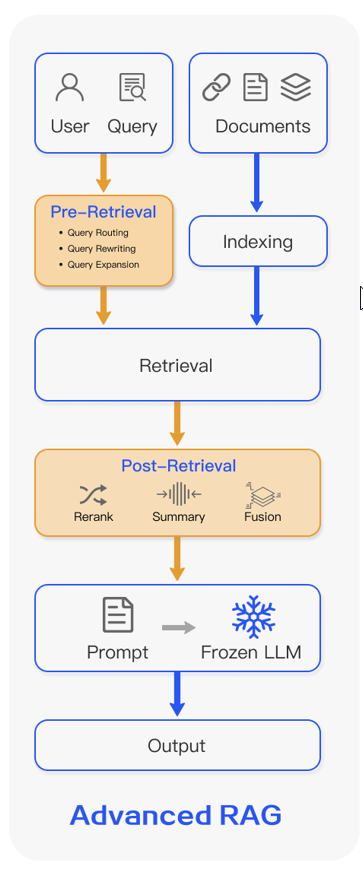 User Query
Documents
Pre-Retrieval
• Query Routing
• Query Rewriting
• Query Expansion
Indexing
Retrieval
Post-Retrieval
Rerank Summary Fusion
Prompt Frozen LLM
Output
Advanced RAG